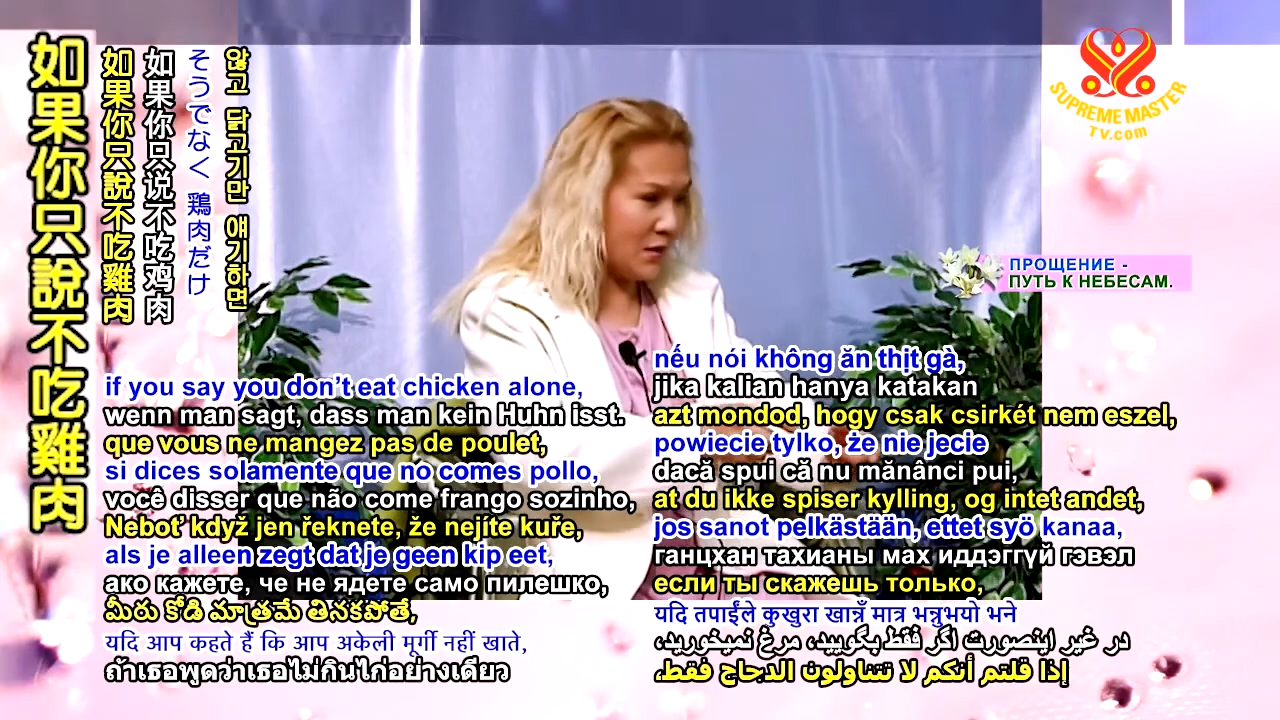 如果你只說不吃雞肉
如果你只說不吃雞肉
如果你只说不吃鸡肉
そうでなく 鶏肉だけ
않고 닭고기만 얘기하면
SUPREME MASTER
TV.com
ПРОЩЕНИЕ -
ПУТЬ К НЕБЕСАМ.
if you say you don't eat chicken alone,
wenn man sagt, dass man kein Huhn isst.
que vous ne mangez pas de poulet,
si dices solamente que no comes pollo,
você disser que não come frango sozinho,
Neboť když jen řeknete, že nejíte kuře,
als je alleen zegt dat je geen kip eet,
ако кажете, че не ядете само пилешко,
మీరు కోడి మాత్రమే తినకపోతే,
यदि आप कहते हैं कि आप अकेली मूर्गी नहीं खाते,
ถ้าเธอพูดว่าเธอไม่กินไก่อย่างเดียว
nếu nói không ăn thịt gà,
jika kalian hanya katakan
azt mondod, hogy csak csirkét nem eszel,
powiecie tylko, że nie jecie
dacă spui că nu mănânci pui,
at du ikke spiser kylling, og intet andet,
jos sanot pelkästään, ettet syö kanaa,
ганцхан тахианы мах иддэггүй гэвэл
если ты скажешь только,
यदि तपाईंले कुखुरा खान्नँ मात्र भन्नुभयो भने
در غیر اینصورت اگر فقط بگویید، مرغ نمیخورید،
إذا قلتم أنكم لا تتناولون الدجاج فقط،